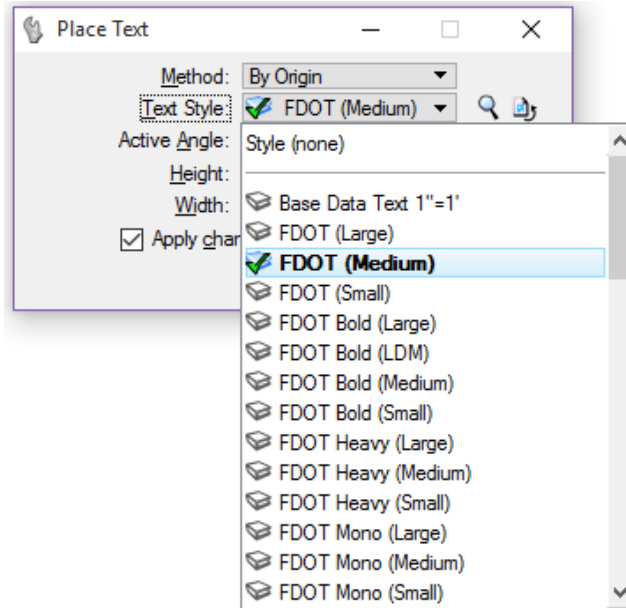 Place Text
Method: By Origin
Text Style: FDOT (Medium)
Active Angle:
Height:
Width:
Apply char
Style (none)
Base Data Text 1"=1'
FDOT (Large)
FDOT (Medium)
FDOT (Small)
FDOT Bold (Large)
FDOT Bold (LDM)
FDOT Bold (Medium)
FDOT Bold (Small)
FDOT Heavy (Large)
FDOT Heavy (Medium)
FDOT Heavy (Small)
FDOT Mono (Large)
FDOT Mono (Medium)
FDOT Mono (Small)